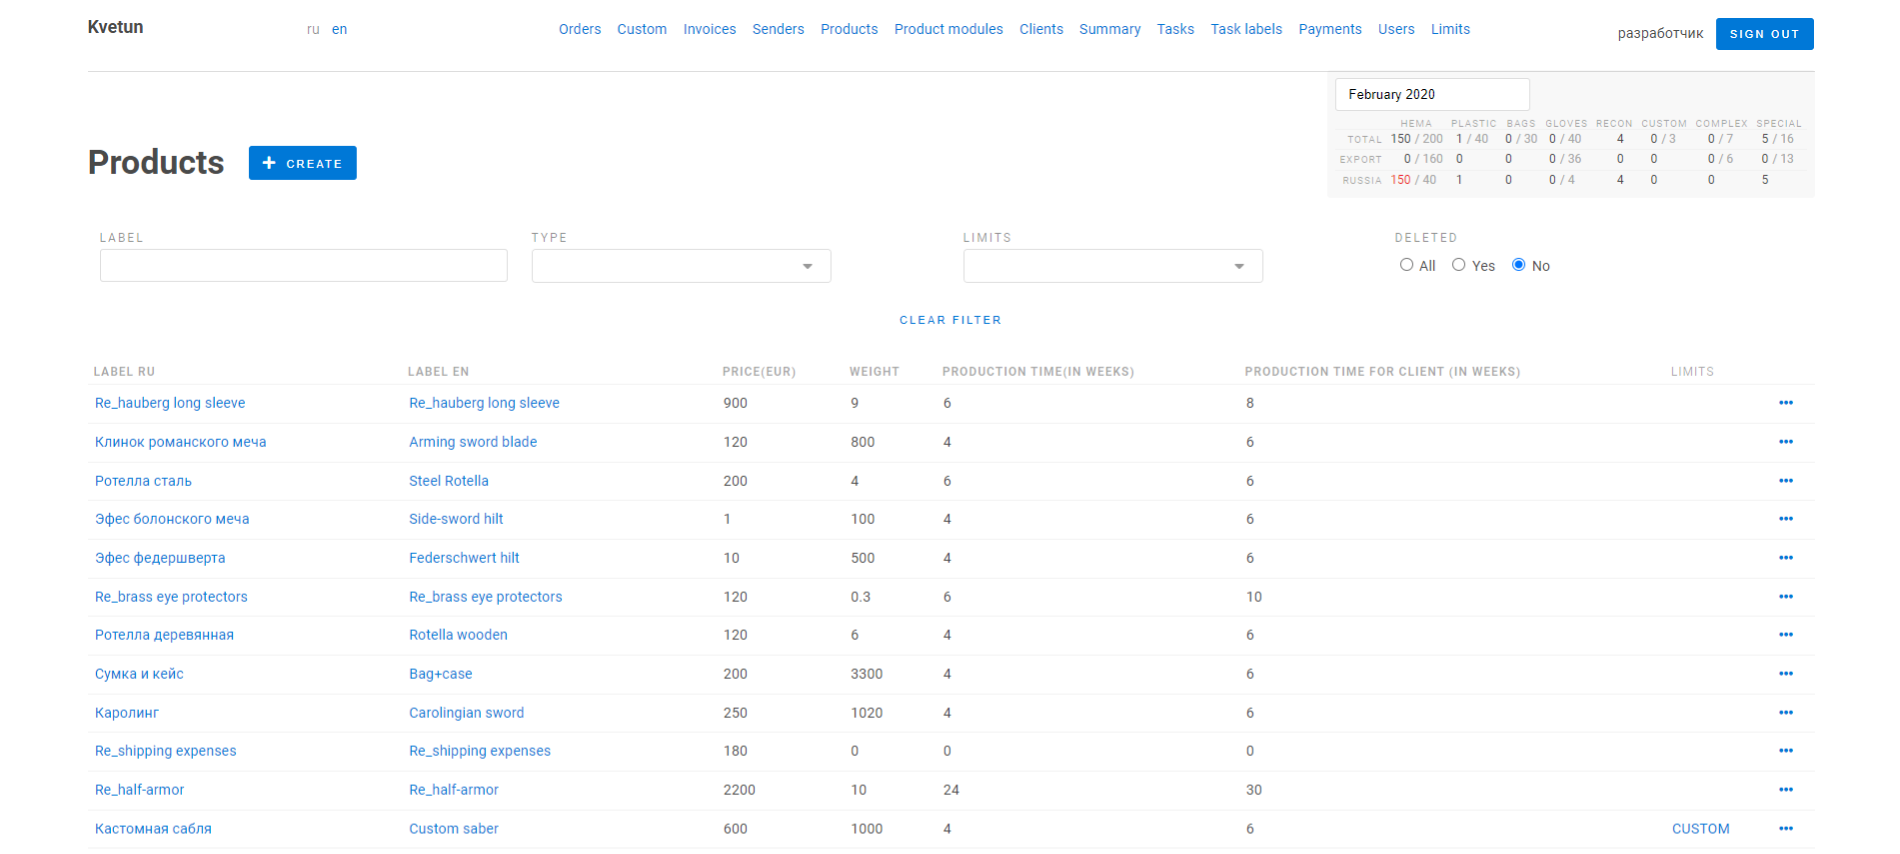 Kvetun ru en Orders Custom Invoices Senders Products Product modules Clients Summary Tasks Task labels Payments Users Limits разработчик SIGN OUT
February 2020
HEMA PLASTIC BAGS GLOVES RECON CUSTOM COMPLEX SPECIAL
TOTAL 150 / 200 1 / 40 0 / 30 0 / 40 4 0 / 3 0 / 7 5 / 16
EXPORT 0 / 160 0 0 0 / 36 0 0 0 / 6 0 / 13
RUSSIA 150 / 40 1 0 0 / 4 4 0 0 5
Products + CREATE
LABEL TYPE LIMITS DELETED
All Yes No
CLEAR FILTER
LABEL RU LABEL EN PRICE(EUR) WEIGHT PRODUCTION TIME(IN WEEKS) PRODUCTION TIME FOR CLIENT (IN WEEKS) LIMITS
Re_hauberg long sleeve Re_hauberg long sleeve 900 9 6 8 •••
Клинок романского меча Arming sword blade 120 800 4 6 •••
Ротелла сталь Steel Rotella 200 4 6 6 •••
Эфес болонского меча Side-sword hilt 1 100 4 6 •••
Эфес федершверта Federschwert hilt 10 500 4 6 •••
Re_brass eye protectors Re_brass eye protectors 120 0.3 6 10 •••
Ротелла деревянная Rotella wooden 120 6 4 6 •••
Сумка и кейс Bag+case 200 3300 4 6 •••
Каролинг Carolingian sword 250 1020 4 6 •••
Re_shipping expenses Re_shipping expenses 180 0 0 0 •••
Re_half-armor Re_half-armor 2200 10 24 30 •••
Кастомная сабля Custom saber 600 1000 4 6 CUSTOM •••